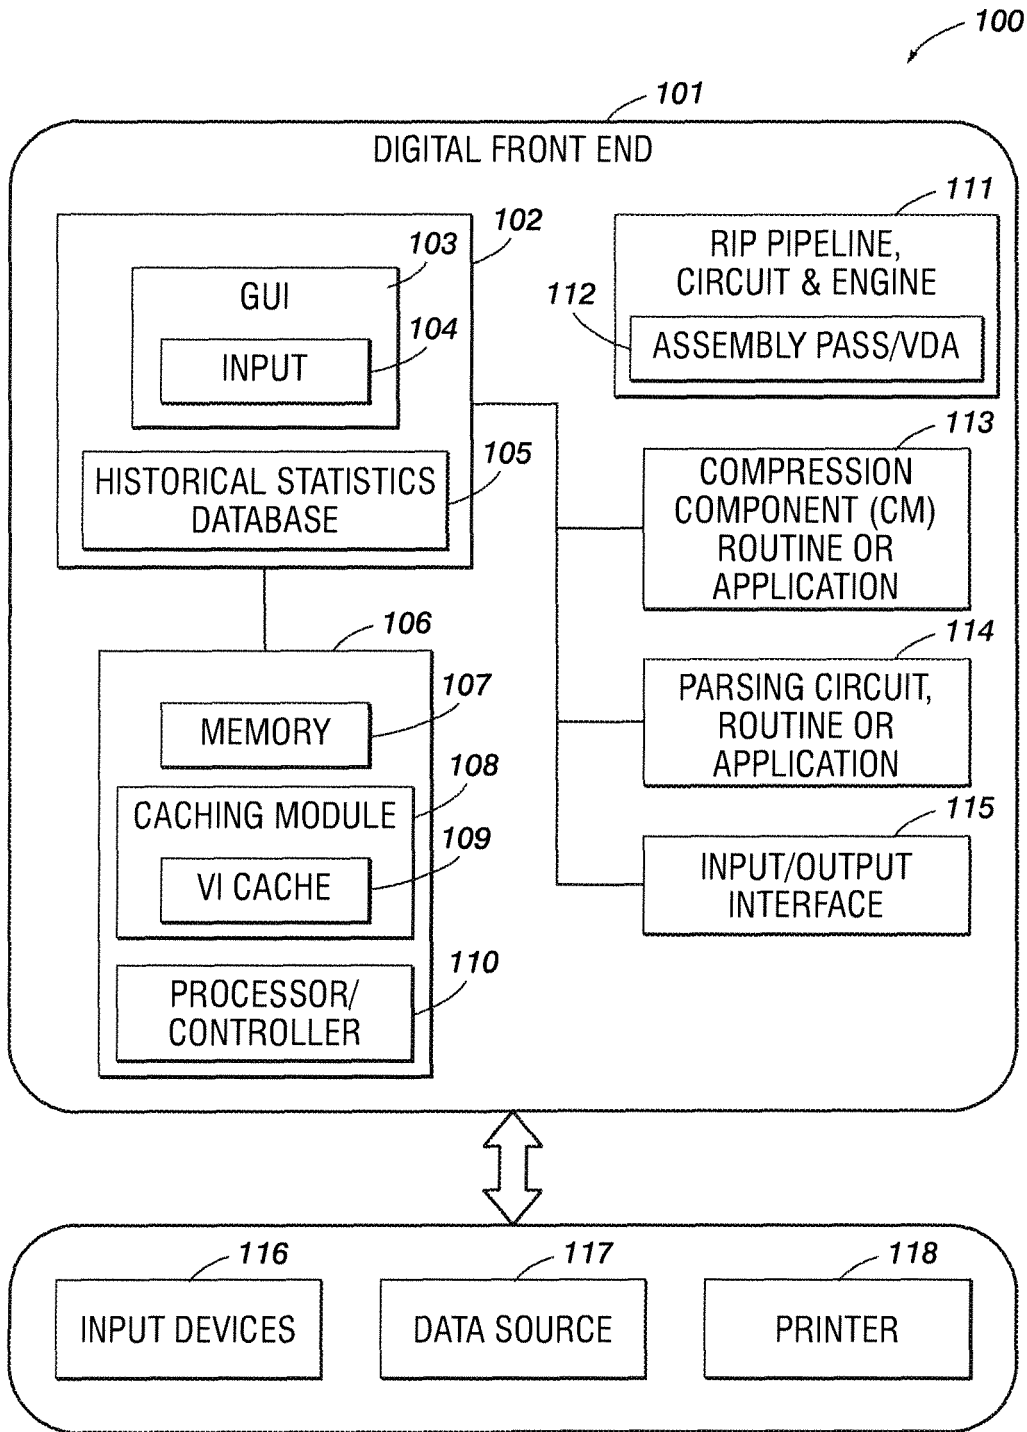 100
101
DIGITAL FRONT END
102
103
GUI
104
INPUT
105
HISTORICAL STATISTICS
DATABASE
106
107
MEMORY
108
CACHING MODULE
109
VI CACHE
110
PROCESSOR/
CONTROLLER
111
RIP PIPELINE,
CIRCUIT & ENGINE
112
ASSEMBLY PASS/VDA
113
COMPRESSION
COMPONENT (CM)
ROUTINE OR
APPLICATION
114
PARSING CIRCUIT,
ROUTINE OR
APPLICATION
115
INPUT/OUTPUT
INTERFACE
116
INPUT DEVICES
117
DATA SOURCE
118
PRINTER